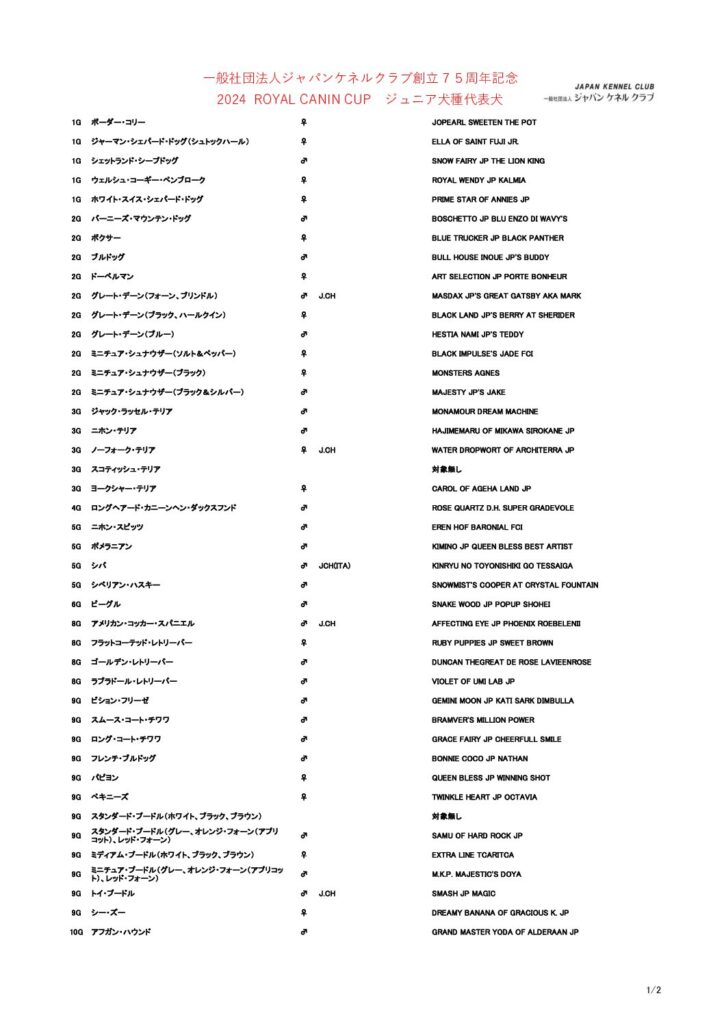 一般社団法人ジャパンケネルクラブ創立75周年記念
2024 ROYAL CANIN CUP ジュニア犬種代表犬
JAPAN KENNEL CLUB
一般社団法人 ジャパン ケネル クラブ
1G ボーダー・コリー ♀ JOPEARL SWEETEN THE POT
1G ジャーマン・シェパード・ドッグ(シュトックハール) ♀ ELLA OF SAINT FUJI JR.
1G シェットランド・シープドッグ ♂ SNOW FAIRY JP THE LION KING
1G ウェルシュ・コーギー・ペンブローク ♀ ROYAL WENDY JP KALMIA
1G ホワイト・スイス・シェパード・ドッグ ♀ PRIME STAR OF ANNIES JP
2G バーニーズ・マウンテン・ドッグ ♂ BOSCHETTO JP BLU ENZO DI WAVY'S
2G ボクサー ♀ BLUE TRUCKER JP BLACK PANTHER
2G ブルドッグ ♂ BULL HOUSE INOUE JP'S BUDDY
2G ドーベルマン ♀ ART SELECTION JP PORTE BONHEUR
2G グレート・デーン(フォーン、ブリンドル) ♂ J.CH MASDAX JP'S GREAT GATSBY AKA MARK
2G グレート・デーン(ブラック、ハールクイン) ♀ BLACK LAND JP'S BERRY AT SHERIDER
2G グレート・デーン(ブルー) ♂ HESTIA NAMI JP'S TEDDY
2G ミニチュア・シュナウザー(ソルト&ペッパー) ♀ BLACK IMPULSE'S JADE FCI
2G ミニチュア・シュナウザー(ブラック) ♀ MONSTERS AGNES
2G ミニチュア・シュナウザー(ブラック&シルバー) ♂ MAJESTY JP'S JAKE
3G ジャック・ラッセル・テリア ♂ MONAMOUR DREAM MACHINE
3G ニホン・テリア ♂ HAJIMEMARU OF MIKAWA SIROKANE JP
3G ノーフォーク・テリア ♀ J.CH WATER DROPWORT OF ARCHITERRA JP
3G スコティッシュ・テリア 対象無し
3G ヨークシャー・テリア ♀ CAROL OF AGEHA LAND JP
4G ロングヘアード・カニーンヘン・ダックスフンド ♂ ROSE QUARTZ D.H. SUPER GRADEVOLE
5G ニホン・スピッツ ♂ EREN HOF BARONIAL FCI
5G ポメラニアン ♂ KIMINO JP QUEEN BLESS BEST ARTIST
5G シバ ♂ JCH(ITA) KINRYU NO TOYONISHIKI GO TESSAIGA
5G シベリアン・ハスキー ♂ SNOWMIST'S COOPER AT CRYSTAL FOUNTAIN
6G ビーグル ♂ SNAKE WOOD JP POPUP SHOHEI
8G アメリカン・コッカー・スパニエル ♂ J.CH AFFECTING EYE JP PHOENIX ROEBELENII
8G フラットコーテッド・レトリーバー ♀ RUBY PUPPIES JP SWEET BROWN
8G ゴールデン・レトリーバー ♂ DUNCAN THEGREAT DE ROSE LAVIEENROSE
8G ラブラドール・レトリーバー ♂ VIOLET OF UMI LAB JP
9G ビション・フリーゼ ♂ GEMINI MOON JP KATI SARK DIMBULLA
9G スムース・コート・チワワ ♂ BRAMVER'S MILLION POWER
9G ロング・コート・チワワ ♂ GRACE FAIRY JP CHEERFULL SMILE
9G フレンチ・ブルドッグ ♂ BONNIE COCO JP NATHAN
9G パピヨン ♀ QUEEN BLESS JP WINNING SHOT
9G ペキニーズ ♀ TWINKLE HEART JP OCTAVIA
9G スタンダード・プードル(ホワイト、ブラック、ブラウン) 対象無し
9G スタンダード・プードル(グレー、オレンジ・フォーン(アプリ
コット)、レッド・フォーン) ♂ SAMU OF HARD ROCK JP
9G ミディアム・プードル(ホワイト、ブラック、ブラウン) ♀ EXTRA LINE TCARITCA
9G ミニチュア・プードル(グレー、オレンジ・フォーン(アプリコッ
ト)、レッド・フォーン) ♂ M.K.P. MAJESTIC'S DOYA
9G トイ・プードル ♂ J.CH SMASH JP MAGIC
9G シー・ズー ♀ DREAMY BANANA OF GRACIOUS K. JP
10G アフガン・ハウンド ♂ GRAND MASTER YODA OF ALDERAAN JP
1/2